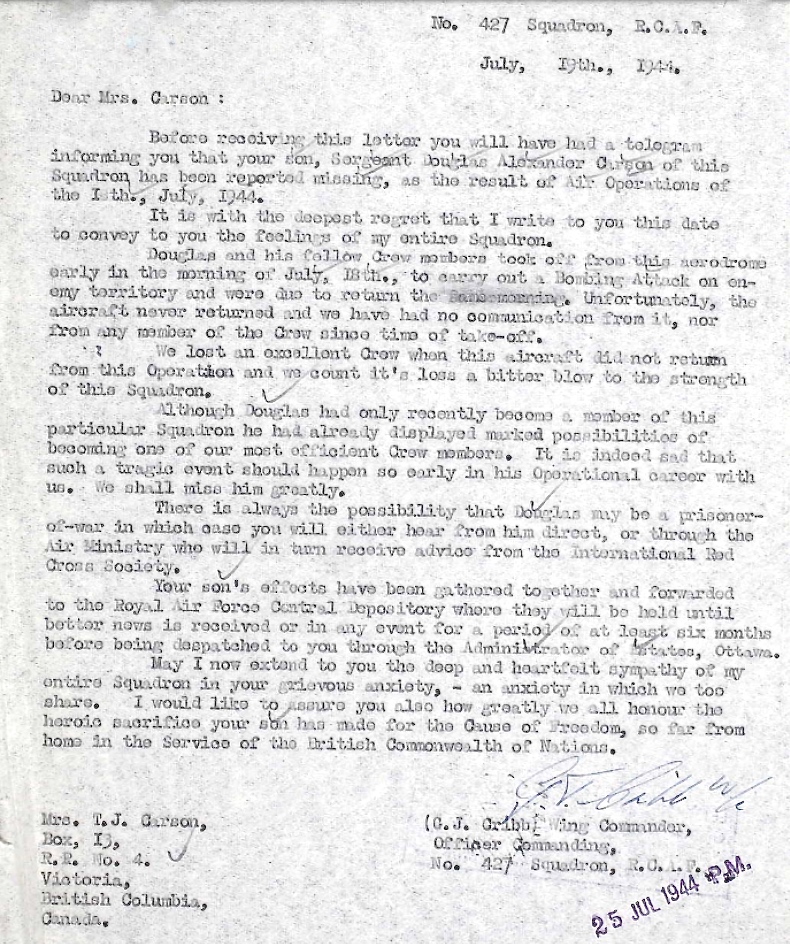 No. 427 Squadron, R.C.A.F.
July, 19th., 1944.
Dear Mrs. Carson :
Before receiving this letter you will have had a telegram
informing you that your son, Sergeant Douglas Alexander Carson of this
Squadron has been reported missing, as the result of Air Operations of
the 18th., July, 1944.
It is with the deepest regret that I write to you this date
to convey to you the feelings of my entire Squadron.
Douglas and his fellow Crew members took off from this aerodrome
early in the morning of July, 18th., to carry out a Bombing Attack on en-
emy territory and were due to return the same morning. Unfortunately, the
aircraft never returned and we have had no communication from it, nor
from any member of the Crew since time of take-off.
We lost an excellent Crew when this aircraft did not return
from this Operation and we count it's loss a bitter blow to the strength
of this Squadron.
Although Douglas had only recently become a member of this
particular Squadron he had already displayed marked possibilities of
becoming one of our most efficient Crew members. It is indeed sad that
such a tragic event should happen so early in his Operational career with
us. We shall miss him greatly.
There is always the possibility that Douglas may be a prisoner-
of-war in which case you will either hear from him direct, or through the
Air Ministry who will in turn receive advice from the International Red
Cross Society.
Your son's effects have been gathered together and forwarded
to the Royal Air Force Central Depository where they will be held until
better news is received or in any event for a period of at least six months
before being despatched to you through the Administrator of Estates, Ottawa.
May I now extend to you the deep and heartfelt sympathy of my
entire Squadron in your grievous anxiety, - an anxiety in which we too
share. I would like to assure you also how greatly we all honour the
heroic sacrifice your son has made for the Cause of Freedom, so far from
home in the Service of the British Commonwealth of Nations.
Mrs. T.J. Carson,
Box, 13,
R.R. No. 4.
Victoria,
British Columbia,
Canada.
(C.J. Cribb) Wing Commander,
Officer Commanding,
No. 427 Squadron, R.C.A.F.
25 JUL 1944 P.M.